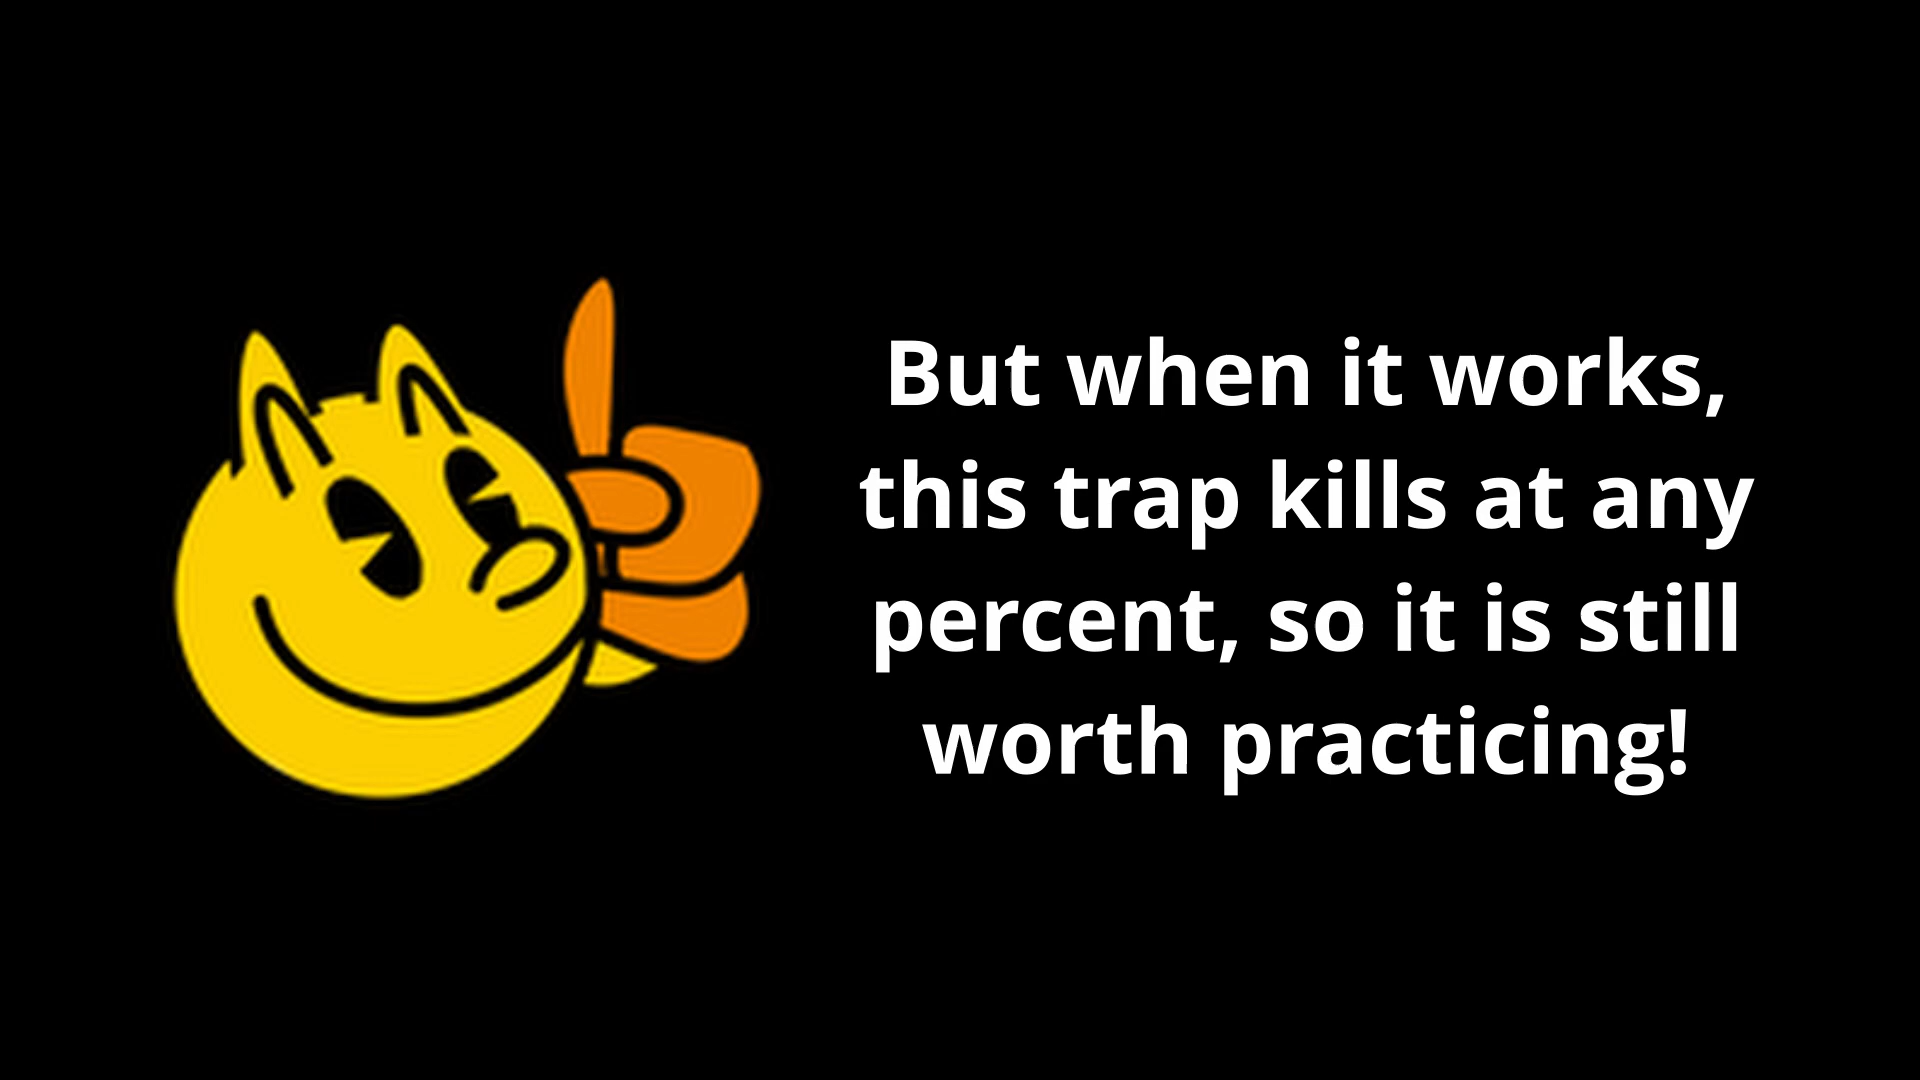 But when it works,
this trap kills at any
percent, so it is still
worth practicing!